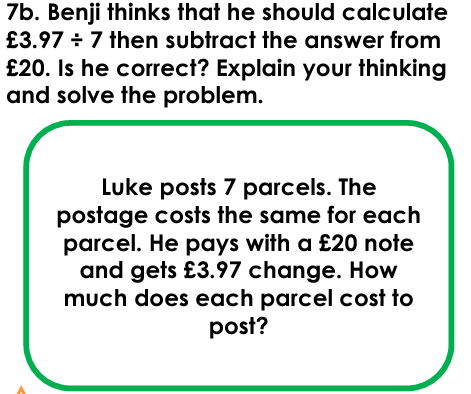 7b. Benji thinks that he should calculate
£3.97 ÷ 7 then subtract the answer from
£20. Is he correct? Explain your thinking
and solve the problem.
Luke posts 7 parcels. The
postage costs the same for each
parcel. He pays with a £20 note
and gets £3.97 change. How
much does each parcel cost to
post?